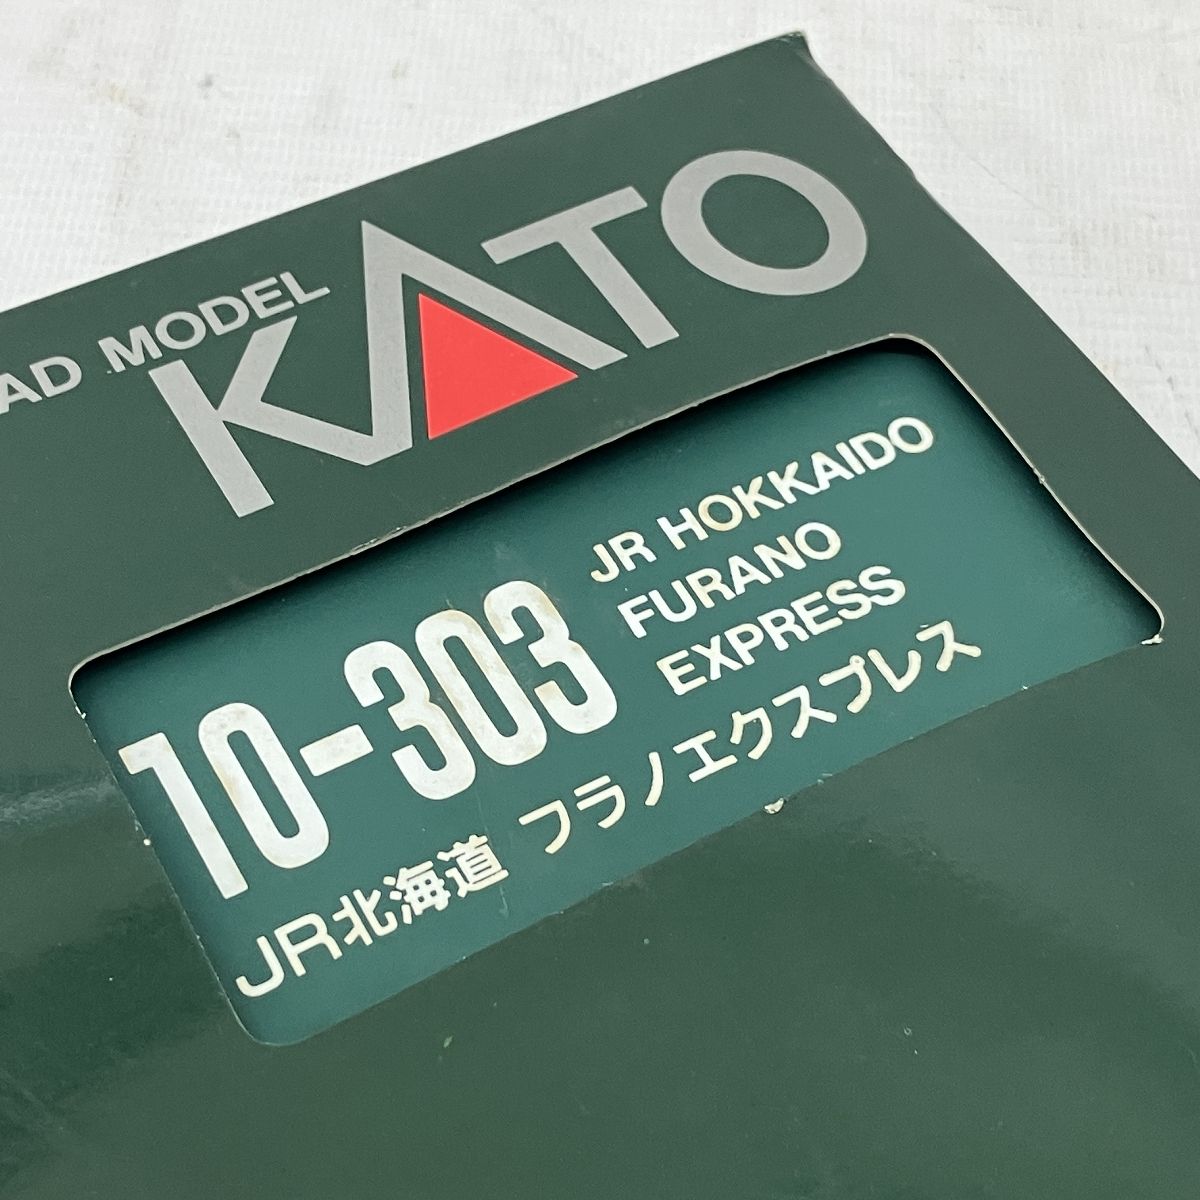 AD MODEL
KATO
10-303
JR HOKKAIDO
FURANO
EXPRESS
JR北海道 フラノエクスプレス